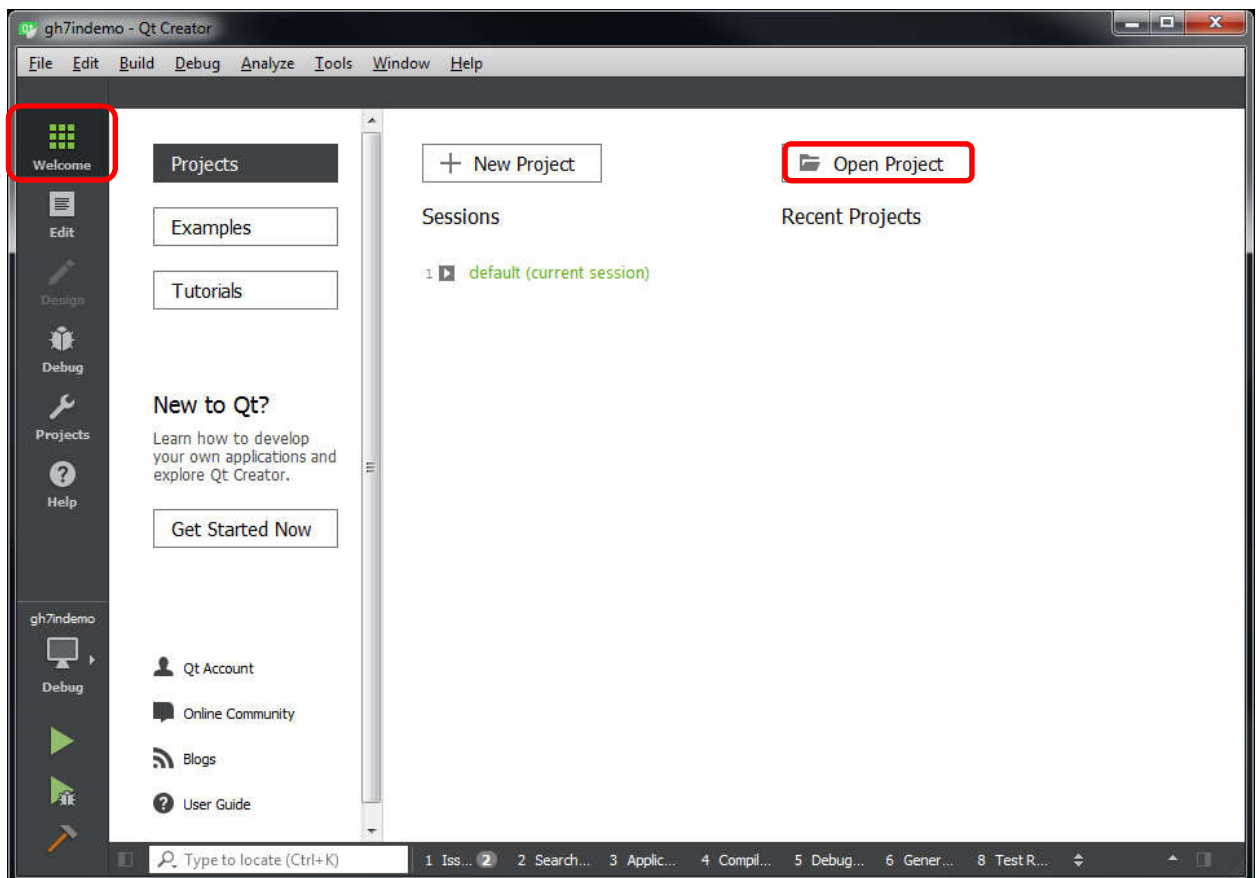 gh7indemo - Qt Creator
File Edit Build Debug Analyze Tools Window Help
Welcome
Edit
Design
Debug
Projects
Help
gh7indemo
Debug
Projects
Examples
Tutorials
New to Qt?
Learn how to develop
your own applications and
explore Qt Creator.
Get Started Now
Qt Account
Online Community
Blogs
User Guide
New Project
Open Project
Sessions
Recent Projects
1 default (current session)
Type to locate (Ctrl+K)
1 Iss... 2 2 Search... 3 Applic... 4 Compil... 5 Debug... 6 Gener... 8 Test R...